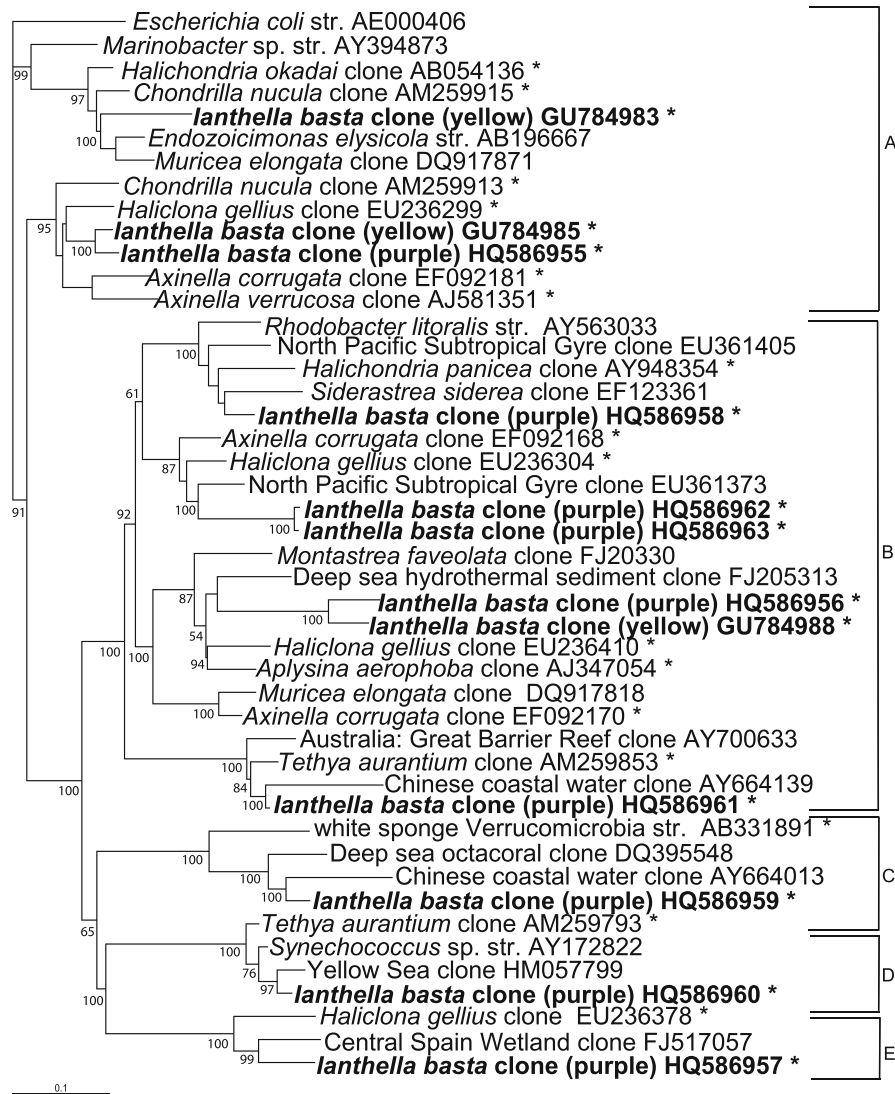 Escherichia coli str. AE000406
Marinobacter sp. str. AY394873
99
Halichondria okadai clone AB054136 *
97
Chondrilla nucula clone AM259915 *
Ianthella basta clone (yellow) GU784983 *
100
Endozoicimonas elysicola str. AB196667
A
Muricea elongata clone DQ917871
Chondrilla nucula clone AM259913 *
Haliclona gellius clone EU236299 *
95
Ianthella basta clone (yellow) GU784985 *
100
Ianthella basta clone (purple) HQ586955 *
Axinella corrugata clone EF092181 *
Axinella verrucosa clone AJ581351 *
Rhodobacter litoralis str. AY563033
100
North Pacific Subtropical Gyre clone EU361405
Halichondria panicea clone AY948354 *
61
Siderastrea siderea clone EF123361
Ianthella basta clone (purple) HQ586958 *
Axinella corrugata clone EF092168 *
87
Haliclona gellius clone EU236304 *
North Pacific Subtropical Gyre clone EU361373
100
91
92
Ianthella basta clone (purple) HQ586962 *
100
Ianthella basta clone (purple) HQ586963 *
B
Montastrea faveolata clone FJ20330
Deep sea hydrothermal sediment clone FJ205313
87
Ianthella basta clone (purple) HQ586956 *
100
Ianthella basta clone (yellow) GU784988 *
54
100
100
Haliclona gellius clone EU236410 *
94
Aplysina aerophoba clone AJ347054 *
Muricea elongata clone DQ917818
100
Axinella corrugata clone EF092170 *
Australia: Great Barrier Reef clone AY700633
100
Tethya aurantium clone AM259853 *
84
100
Chinese coastal water clone AY664139
100
Ianthella basta clone (purple) HQ586961 *
white sponge Verrucomicrobia str. AB331891 *
100
Deep sea octacoral clone DQ395548
100
Chinese coastal water clone AY664013
C
100
Ianthella basta clone (purple) HQ586959 *
65
Tethya aurantium clone AM259793 *
100
Synechococcus sp. str. AY172822
76
Yellow Sea clone HM057799
D
97
100
Ianthella basta clone (purple) HQ586960 *
Haliclona gellius clone EU236378 *
100
Central Spain Wetland clone FJ517057
E
99
Ianthella basta clone (purple) HQ586957 *
0.1